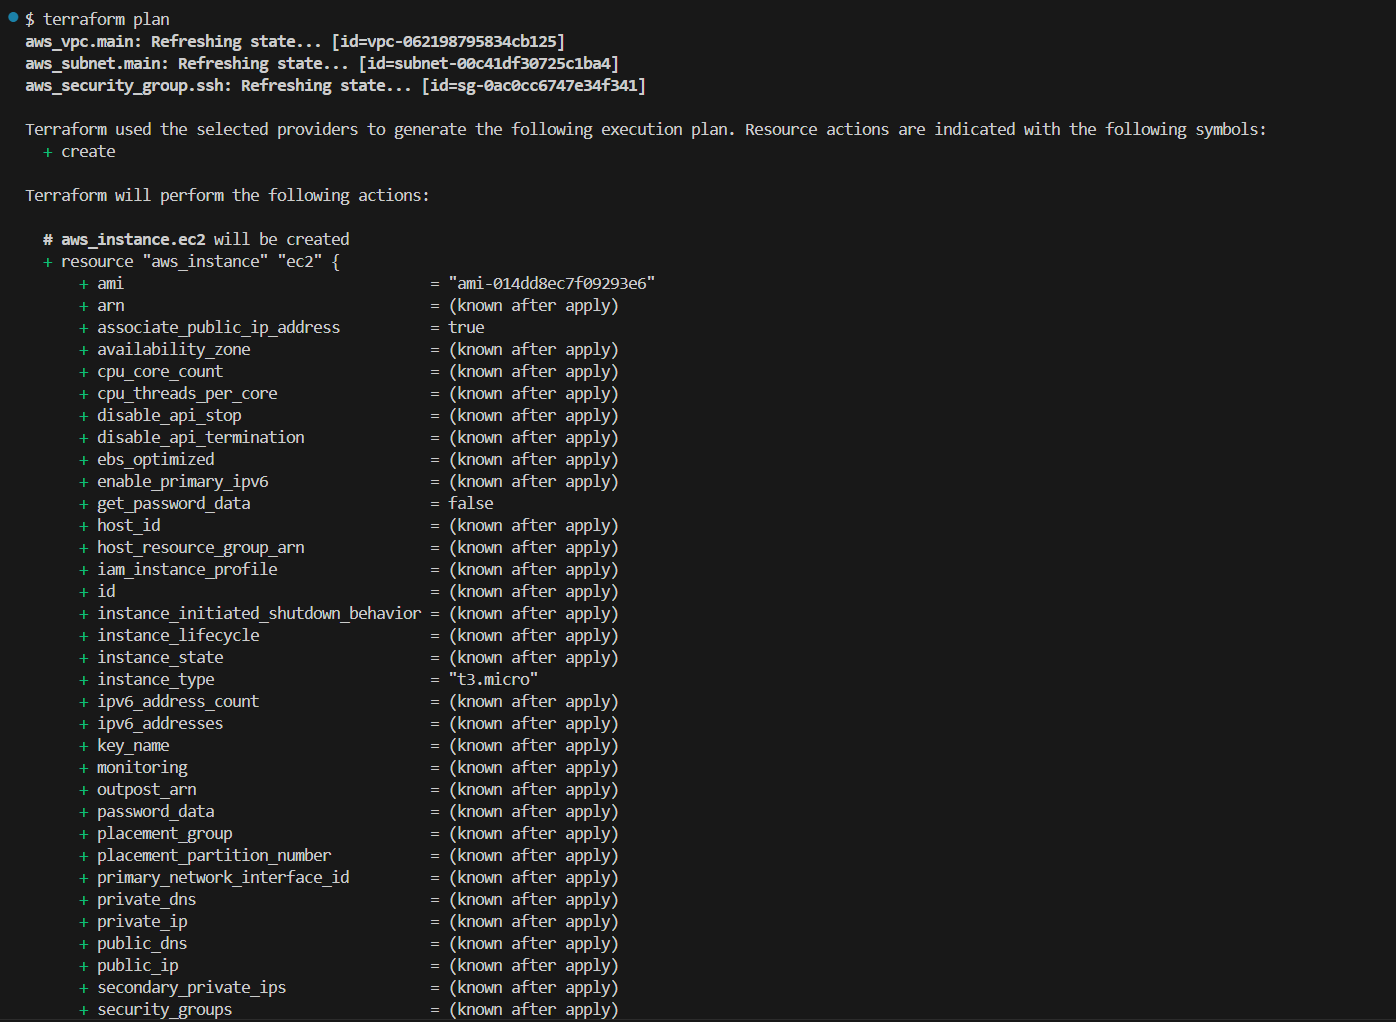 $ terraform plan
aws_vpc.main: Refreshing state... [id=vpc-062198795834cb125]
aws_subnet.main: Refreshing state... [id=subnet-00c41df30725c1ba4]
aws_security_group.ssh: Refreshing state... [id=sg-0ac0cc6747e34f341]

Terraform used the selected providers to generate the following execution plan. Resource actions are indicated with the following symbols:
  + create

Terraform will perform the following actions:

  # aws_instance.ec2 will be created
  + resource "aws_instance" "ec2" {
      + ami                                  = "ami-014dd8ec7f09293e6"
      + arn                                  = (known after apply)
      + associate_public_ip_address          = true
      + availability_zone                    = (known after apply)
      + cpu_core_count                       = (known after apply)
      + cpu_threads_per_core                 = (known after apply)
      + disable_api_stop                     = (known after apply)
      + disable_api_termination              = (known after apply)
      + ebs_optimized                        = (known after apply)
      + enable_primary_ipv6                  = (known after apply)
      + get_password_data                    = false
      + host_id                              = (known after apply)
      + host_resource_group_arn              = (known after apply)
      + iam_instance_profile                 = (known after apply)
      + id                                   = (known after apply)
      + instance_initiated_shutdown_behavior = (known after apply)
      + instance_lifecycle                   = (known after apply)
      + instance_state                       = (known after apply)
      + instance_type                        = "t3.micro"
      + ipv6_address_count                   = (known after apply)
      + ipv6_addresses                       = (known after apply)
      + key_name                             = (known after apply)
      + monitoring                           = (known after apply)
      + outpost_arn                          = (known after apply)
      + password_data                        = (known after apply)
      + placement_group                      = (known after apply)
      + placement_partition_number           = (known after apply)
      + primary_network_interface_id         = (known after apply)
      + private_dns                          = (known after apply)
      + private_ip                           = (known after apply)
      + public_dns                           = (known after apply)
      + public_ip                            = (known after apply)
      + secondary_private_ips                = (known after apply)
      + security_groups                      = (known after apply)